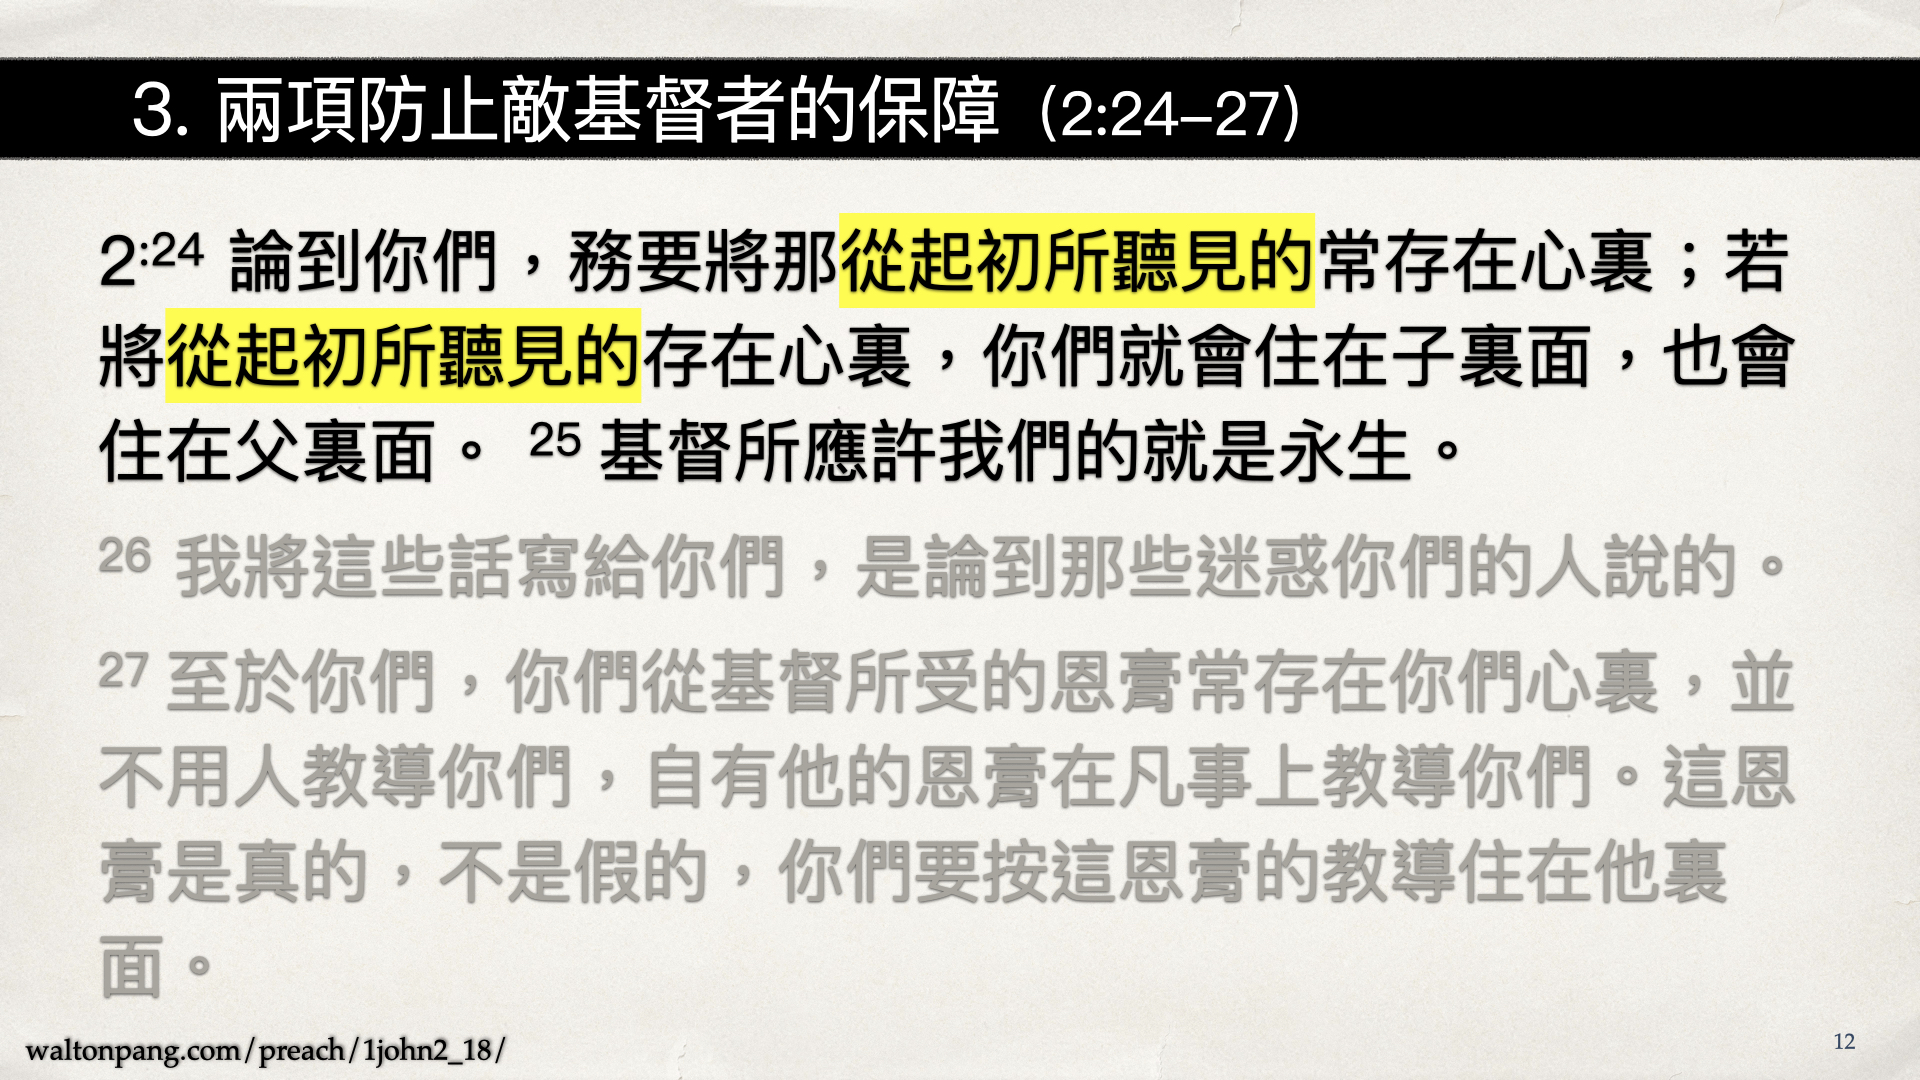 3. 兩項防止敵基督者的保障 (2:24–27)
2:24 論到你們，務要將那從起初所聽見的常存在心裏；若
將從起初所聽見的存在心裏，你們就會住在子裏面，也會
住在父裏面。 25 基督所應許我們的就是永生。
26 我將這些話寫給你們，是論到那些迷惑你們的人說的。
27 至於你們，你們從基督所受的恩膏常存在你們心裏，並
不用人教導你們，自有他的恩膏在凡事上教導你們。這恩
膏是真的，不是假的，你們要按這恩膏的教導住在他裏
面。
waltonpang.com/preach/1john2_18/
12